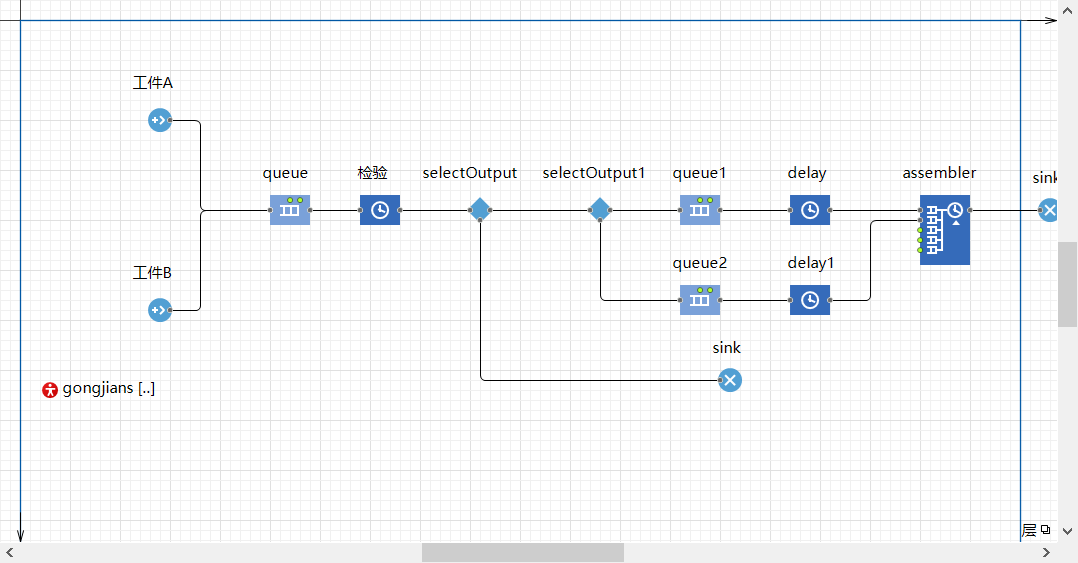 工件A
queue
检验
selectOutput
selectOutput1
queue1
delay
assembler
sink
工件B
queue2
delay1
sink
gongjians [..]
层